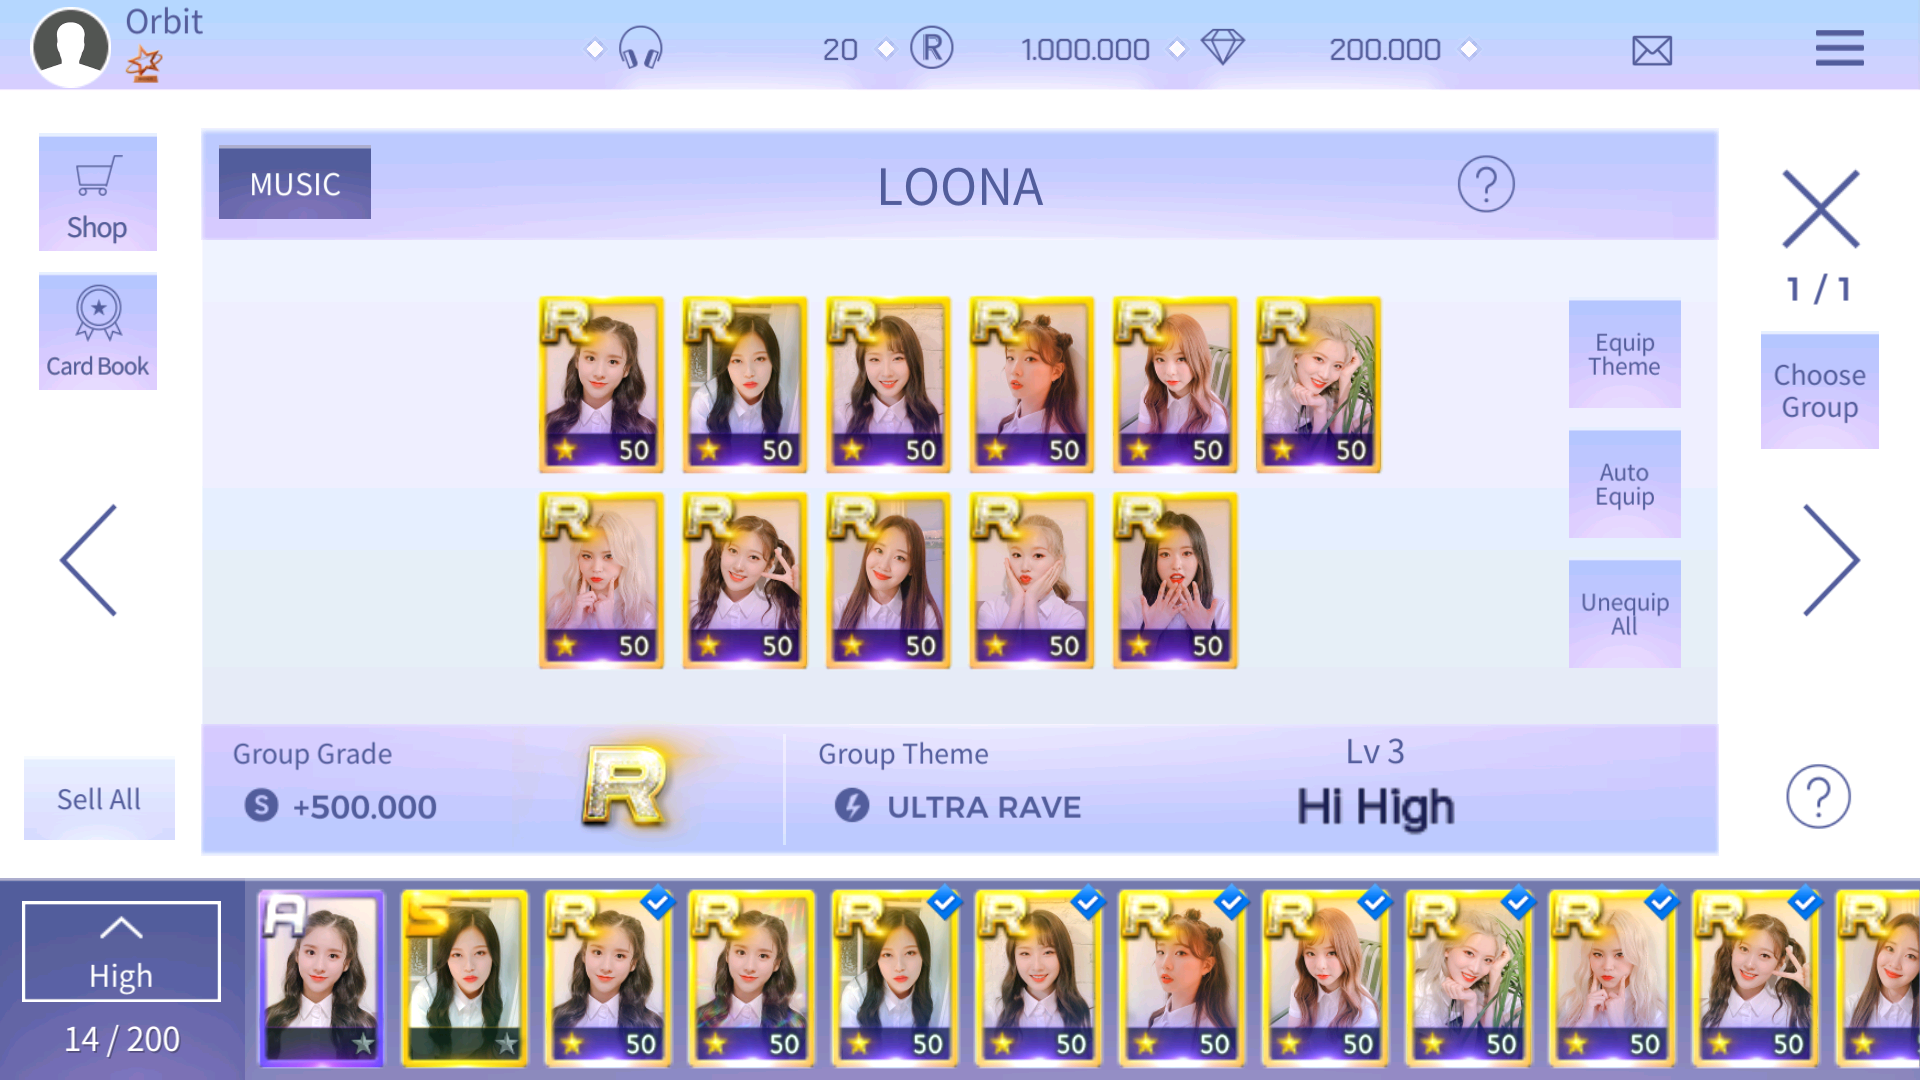 Orbit
20
R
1.000.000
200.000
Shop
Card Book
MUSIC
LOONA
?
1 / 1
Choose
Group
Equip
Theme
Auto
Equip
Unequip
All
R R R R R R
50 50 50 50 50 50
R R R R R
50 50 50 50 50
Sell All
Group Grade
S +500.000
R
Group Theme
ULTRA RAVE
Lv 3
Hi High
?
High
14 / 200
A S R R R R R R R R R R
50 50 50 50 50 50 50 50 50